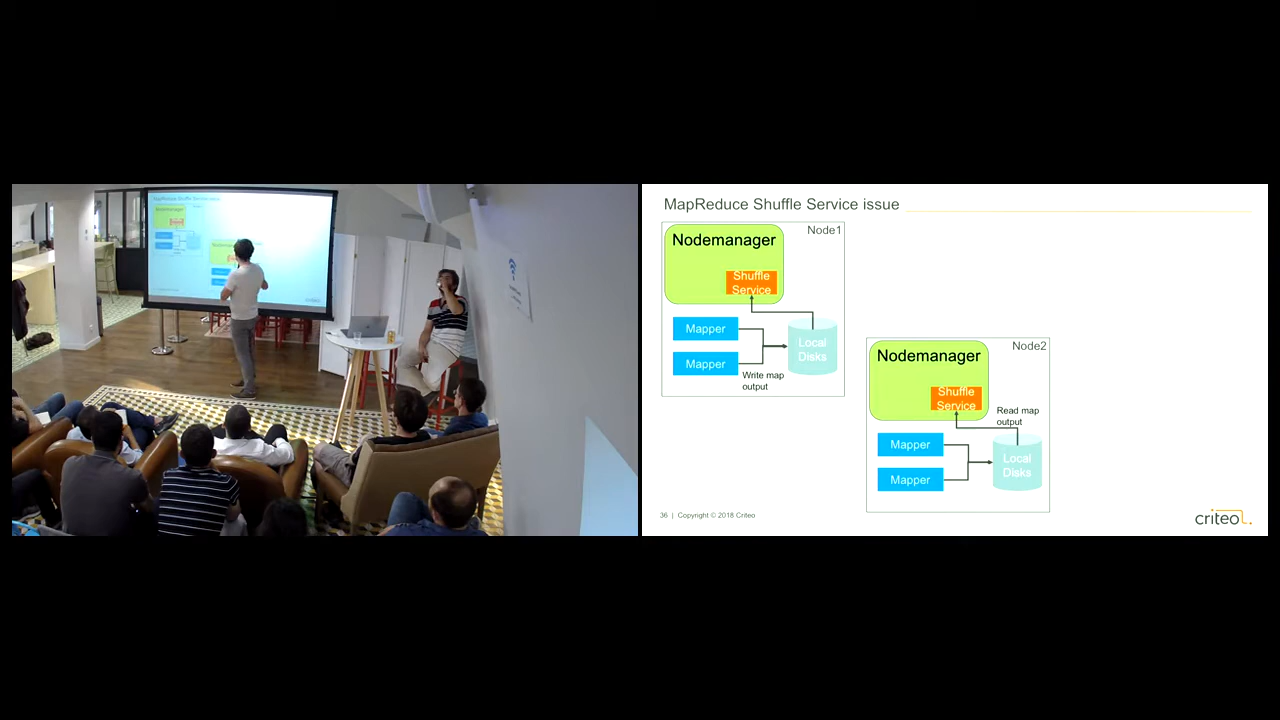 MapReduce Shuffle Service issue
Node1
Nodemanager
Shuffle
Service
Mapper
Mapper
Local
Disks
Write map
output
Node2
Nodemanager
Shuffle
Service
Read map
output
Mapper
Mapper
Local
Disks
36 | Copyright © 2018 Criteo
criteo